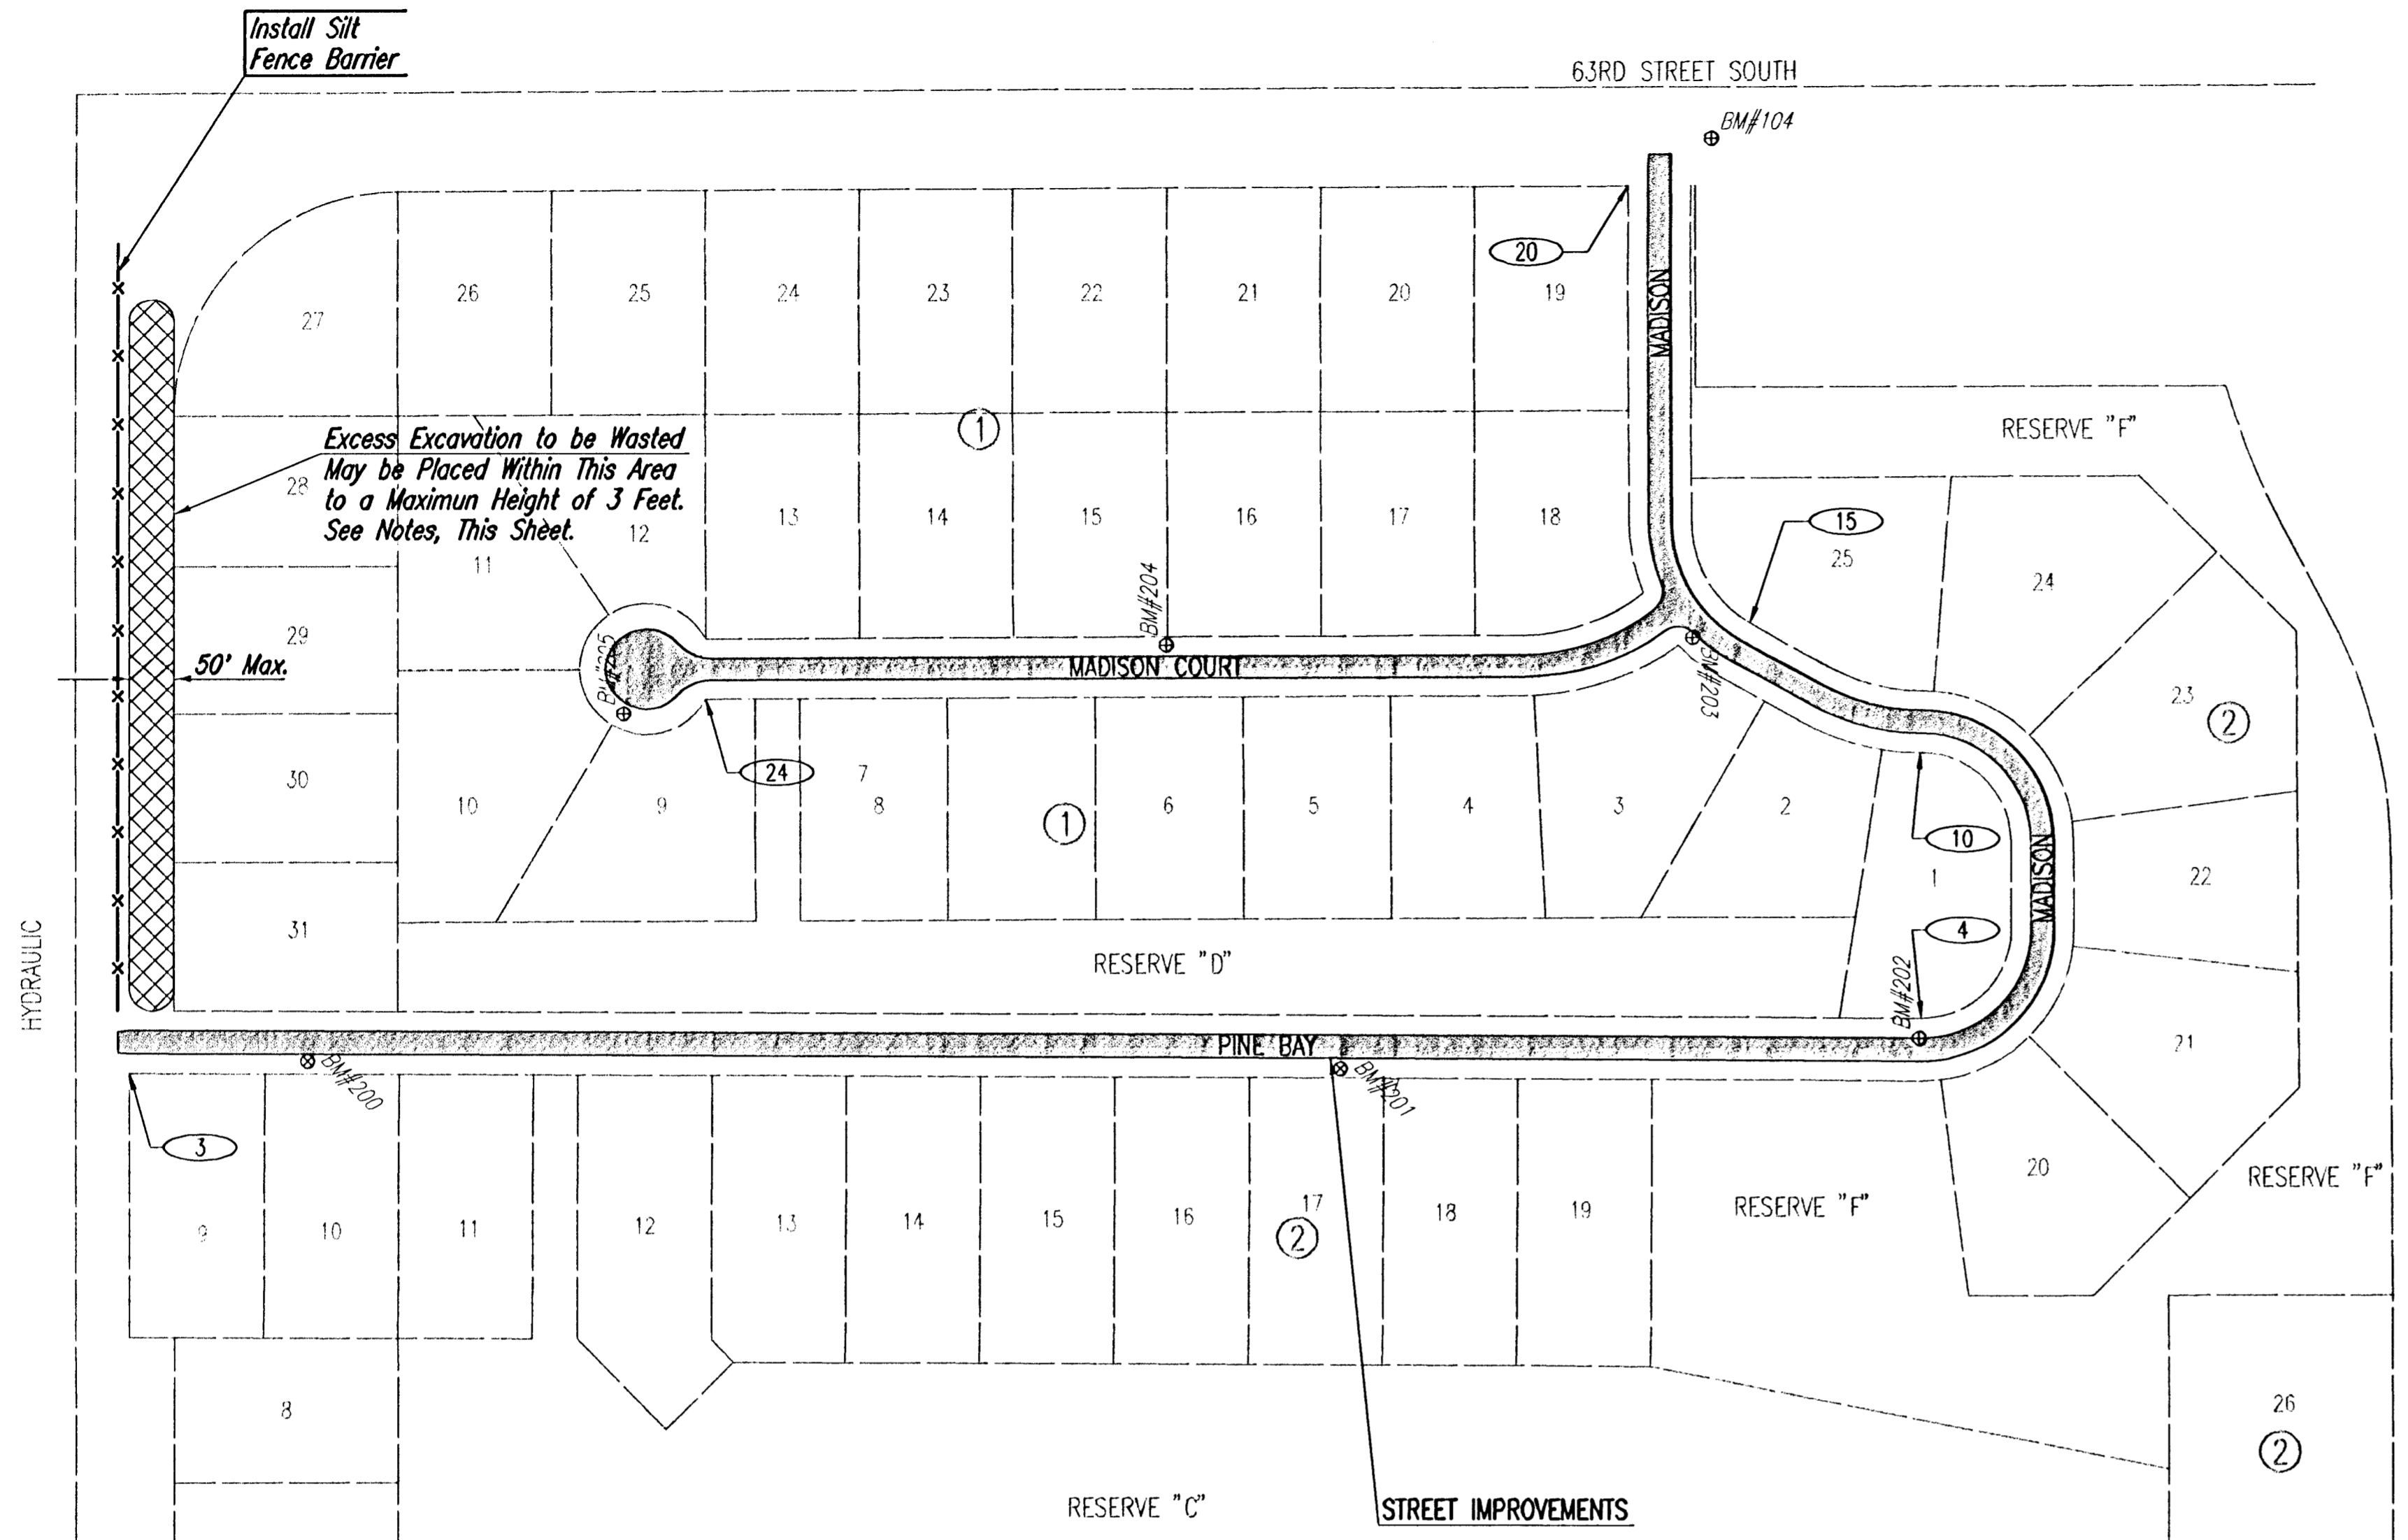 Install Silt
Fence Barrier
63RD STREET SOUTH
BM#104
20
MADISON
27
26
25
24
23
22
21
20
19
RESERVE "F"
1
Excess Excavation to be Wasted
May be Placed Within This Area
to a Maximun Height of 3 Feet.
See Notes, This Sheet.
28
11
12
13
14
15
16
17
18
15
25
24
BM#204
29
50' Max.
BM#205
MADISON COURT
BM#203
23
2
30
10
9
24
7
8
1
6
5
4
3
2
10
1
MADISON
22
31
HYDRAULIC
RESERVE "D"
4
BM#202
21
PINE BAY
BM#200
BM#201
3
9
10
11
12
13
14
15
16
17
2
18
19
RESERVE "F"
20
RESERVE "F"
8
26
2
RESERVE "C"
STREET IMPROVEMENTS